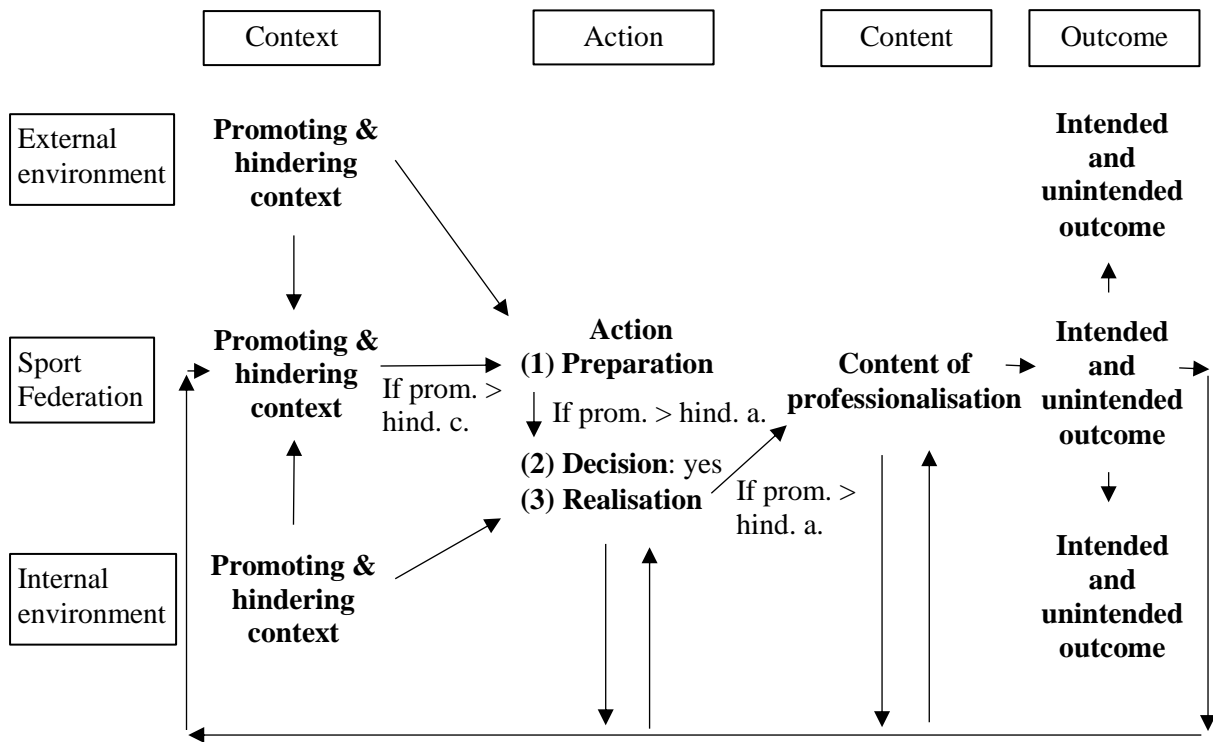 Context
Action
Content
Outcome
External
environment
Promoting &
hindering
context
Intended
and
unintended
outcome
Sport
Federation
Promoting &
hindering
context
If prom. >
hind. c.
Action
(1) Preparation
If prom. > hind. a.
(2) Decision: yes
(3) Realisation
If prom. >
hind. a.
Content of
professionalisation
Intended
and
unintended
outcome
Internal
environment
Promoting &
hindering
context
Intended
and
unintended
outcome